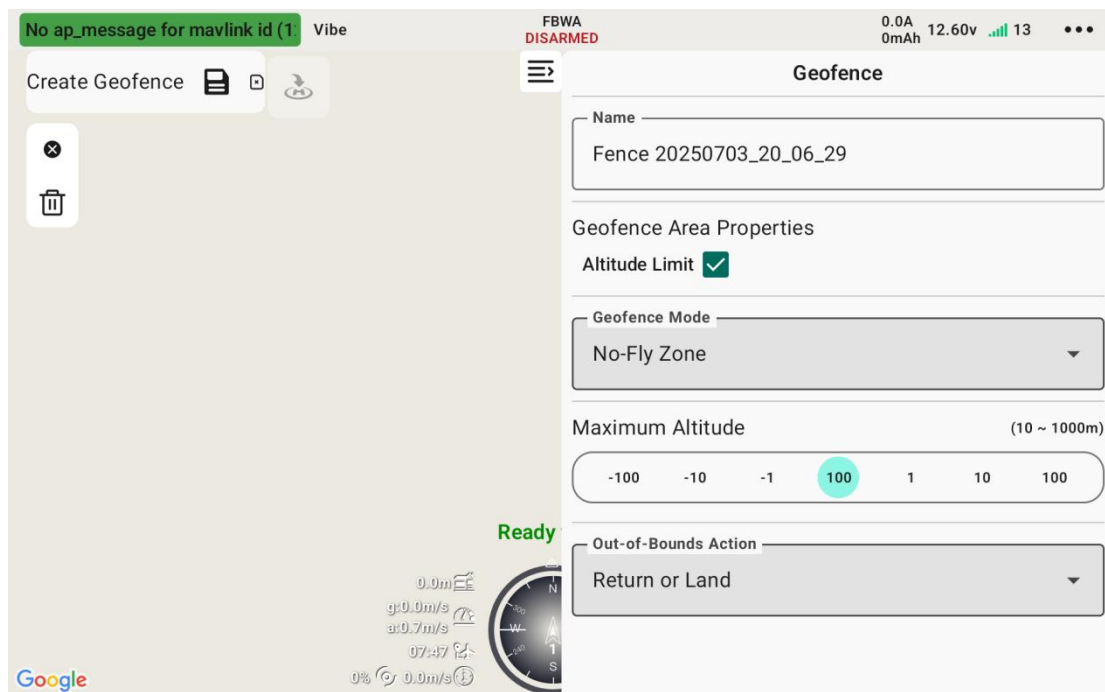 No ap_message for mavlink id (1:
Vibe
FBWA
DISARMED
0.0A
0mAh
12.60v
13
Create Geofence
Geofence
Name
Fence 20250703_20_06_29
Geofence Area Properties
Altitude Limit
Geofence Mode
No-Fly Zone
Maximum Altitude
(10 ~ 1000m)
-100 -10 -1 100 1 10 100
Out-of-Bounds Action
Return or Land
Ready
0.0m
g:0.0m/s
a:0.7m/s
07:47
0% 0.0m/s
N
300
W
240
S
1
Google